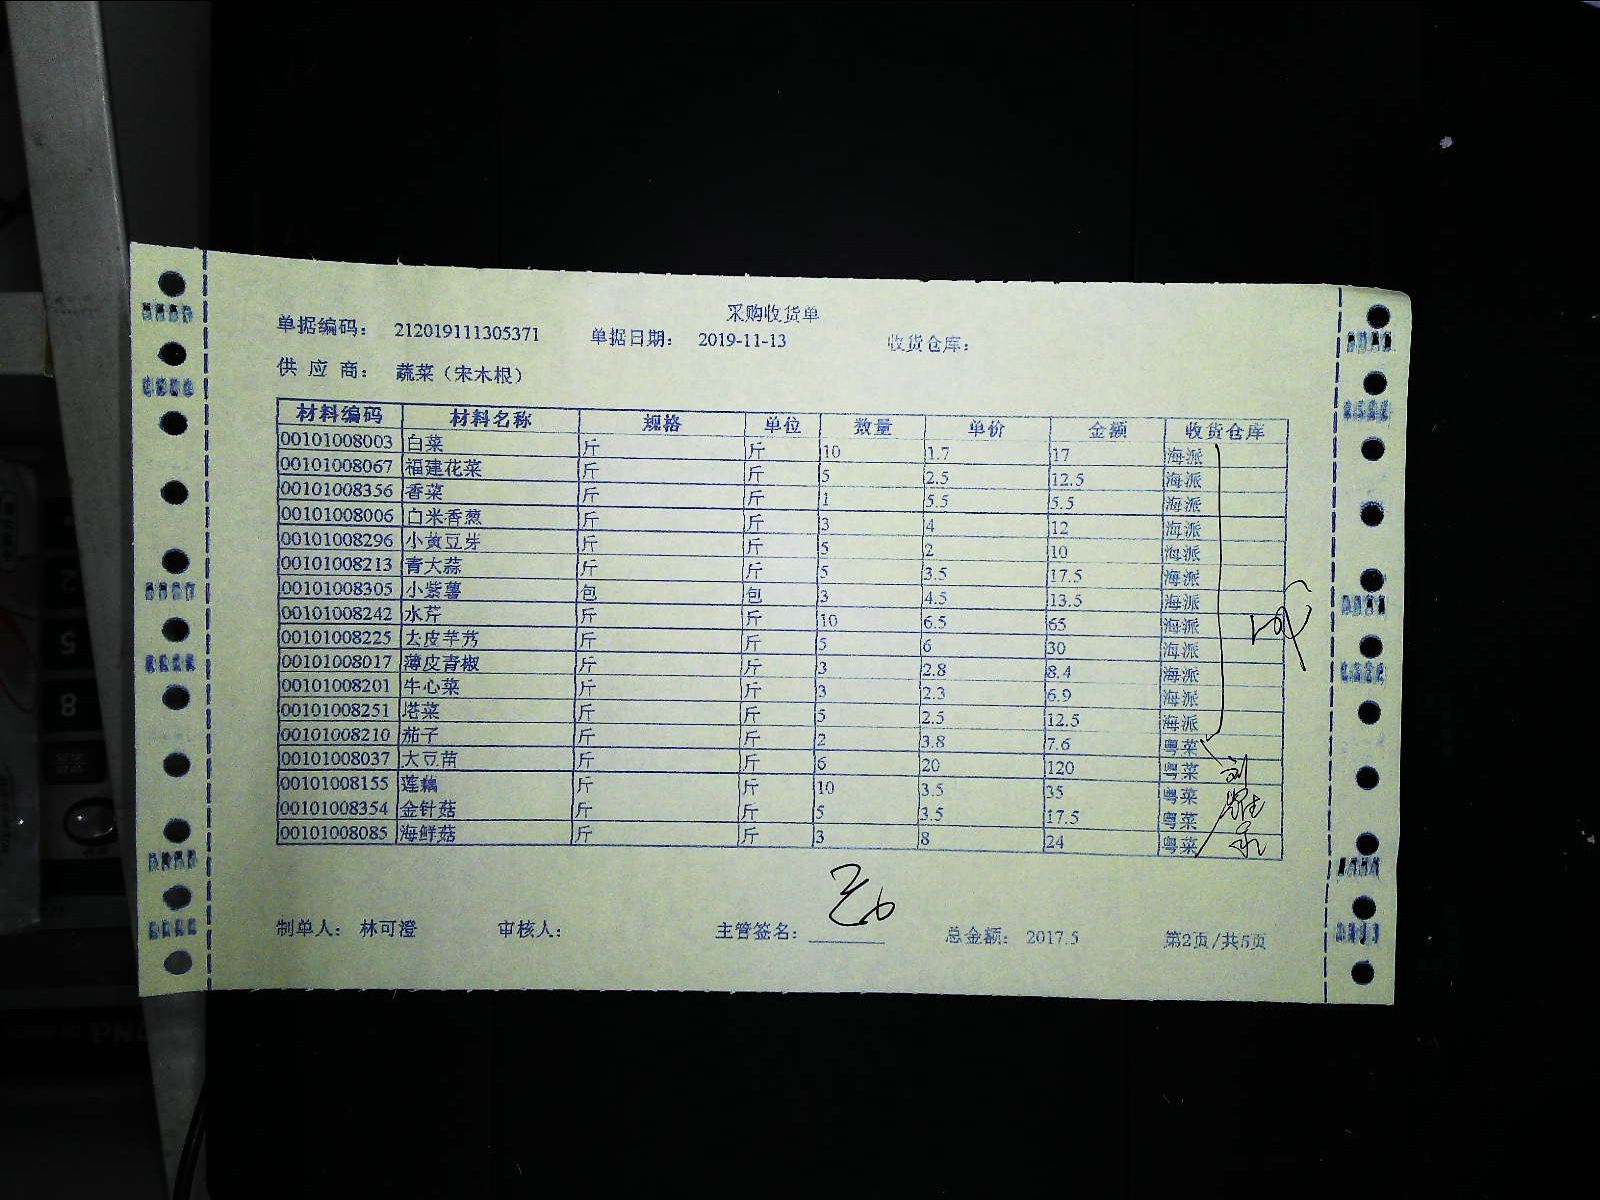 采购收货单
单据编码： 212019111305371 单据日期： 2019-11-13 收货仓库：
供 应 商： 蔬菜（宋木根）
材料编码 材料名称 规格 单位 数量 单价 金额 收货仓库
00101008003 白菜 斤 斤 10 1.7 17 海派
00101008067 福建花菜 斤 斤 5 2.5 12.5 海派
00101008356 香菜 斤 斤 1 5.5 5.5 海派
00101008006 白米香葱 斤 斤 3 4 12 海派
00101008296 小黄豆芽 斤 斤 5 2 10 海派
00101008213 青大蒜 斤 斤 5 3.5 17.5 海派
00101008305 小紫薯 包 包 3 4.5 13.5 海派
00101008242 水芹 斤 斤 10 6.5 65 海派
00101008225 去皮芋艿 斤 斤 5 6 30 海派
00101008017 薄皮青椒 斤 斤 3 2.8 8.4 海派
00101008201 牛心菜 斤 斤 3 2.3 6.9 海派
00101008251 塔菜 斤 斤 5 2.5 12.5 海派
00101008210 茄子 斤 斤 2 3.8 7.6 粤菜
00101008037 大豆苗 斤 斤 6 20 120 粤菜
00101008155 莲藕 斤 斤 10 3.5 35 粤菜
00101008354 金针菇 斤 斤 5 3.5 17.5 粤菜
00101008085 海鲜菇 斤 斤 3 8 24 粤菜
制单人： 林可澄 审核人： 主管签名： 总金额： 2017.5 第2页/共5页